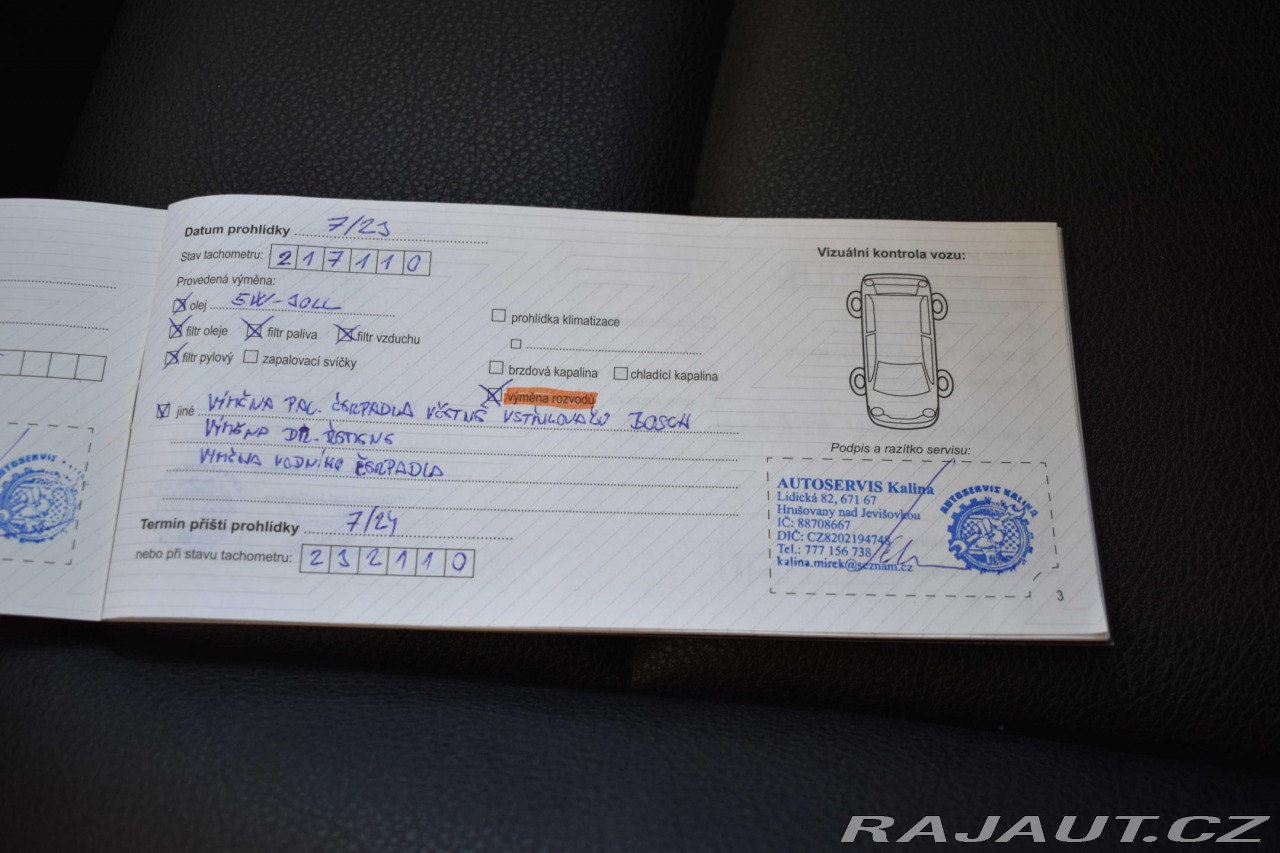 Datum prohlídky 7/23
Stav tachometru: 217110
Provedená výměna:
olej 5W-30LL
filtr oleje filtr paliva filtr vzduchu
filtr pylový zapalovací svíčky
prohlídka klimatizace
brzdová kapalina chladící kapalina
výměna rozvodů
jiné VÝMĚNA PAL. ČERPADLA VČETNĚ VSTŘIKOVAČŮ BOSCH
VÝMĚNA DR. ŘEMENE
VÝMĚNA VODNÍHO ČERPADLA
Termín příští prohlídky 7/24
nebo při stavu tachometru: 232110
Vizuální kontrola vozu:
Podpis a razítko servisu:
AUTOSERVIS Kalina
Lidická 82, 671 67
Hrušovany nad Jevišovkou
IČ: 88708667
DIČ: CZ8202194748
Tel.: 777 156 738
kalina.mirek@seznam.cz
AUTOSERVIS KALINA
3
RAJAUT.CZ